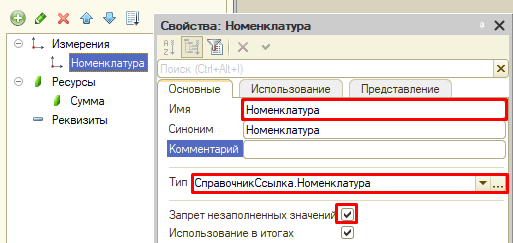 Измерения
Номенклатура
Ресурсы
Сумма
Реквизиты
Свойства: Номенклатура
Поиск (Ctrl+Alt+I)
Основные Использование Представление
Имя Номенклатура
Синоним Номенклатура
Комментарий
Тип СправочникСсылка.Номенклатура
Запрет незаполненных значений
Использование в итогах